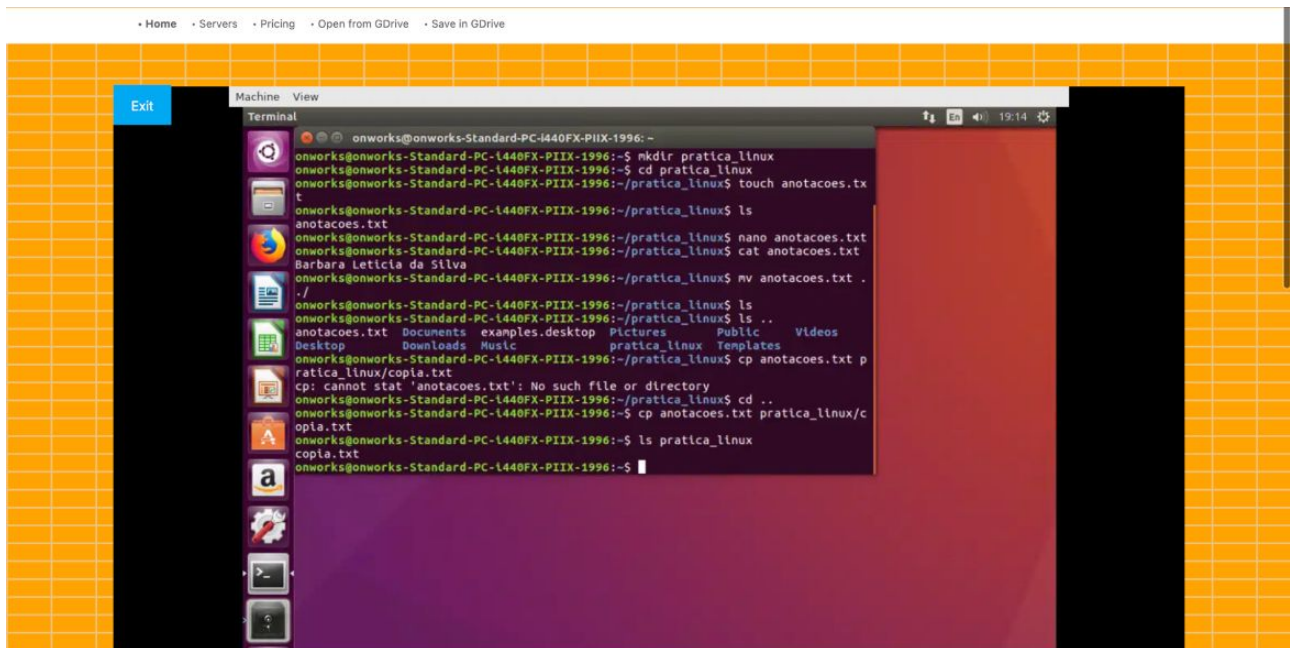 • Home • Servers • Pricing • Open from GDrive • Save in GDrive
Exit
Machine View
Terminal En 19:14
onworks@onworks-Standard-PC-i440FX-PIIX-1996: ~
onworks@onworks-Standard-PC-i440FX-PIIX-1996:~$ mkdir pratica_linux
onworks@onworks-Standard-PC-i440FX-PIIX-1996:~$ cd pratica_linux
onworks@onworks-Standard-PC-i440FX-PIIX-1996:~/pratica_linux$ touch anotacoes.tx
t
onworks@onworks-Standard-PC-i440FX-PIIX-1996:~/pratica_linux$ ls
anotacoes.txt
onworks@onworks-Standard-PC-i440FX-PIIX-1996:~/pratica_linux$ nano anotacoes.txt
onworks@onworks-Standard-PC-i440FX-PIIX-1996:~/pratica_linux$ cat anotacoes.txt
Barbara Leticia da Silva
onworks@onworks-Standard-PC-i440FX-PIIX-1996:~/pratica_linux$ mv anotacoes.txt .
./
onworks@onworks-Standard-PC-i440FX-PIIX-1996:~/pratica_linux$ ls
onworks@onworks-Standard-PC-i440FX-PIIX-1996:~/pratica_linux$ ls ..
anotacoes.txt Documents examples.desktop Pictures Public Videos
Desktop Downloads Music pratica_linux Templates
onworks@onworks-Standard-PC-i440FX-PIIX-1996:~/pratica_linux$ cp anotacoes.txt p
ratica_linux/copia.txt
cp: cannot stat 'anotacoes.txt': No such file or directory
onworks@onworks-Standard-PC-i440FX-PIIX-1996:~/pratica_linux$ cd ..
onworks@onworks-Standard-PC-i440FX-PIIX-1996:~$ cp anotacoes.txt pratica_linux/c
opia.txt
onworks@onworks-Standard-PC-i440FX-PIIX-1996:~$ ls pratica_linux
copia.txt
onworks@onworks-Standard-PC-i440FX-PIIX-1996:~$